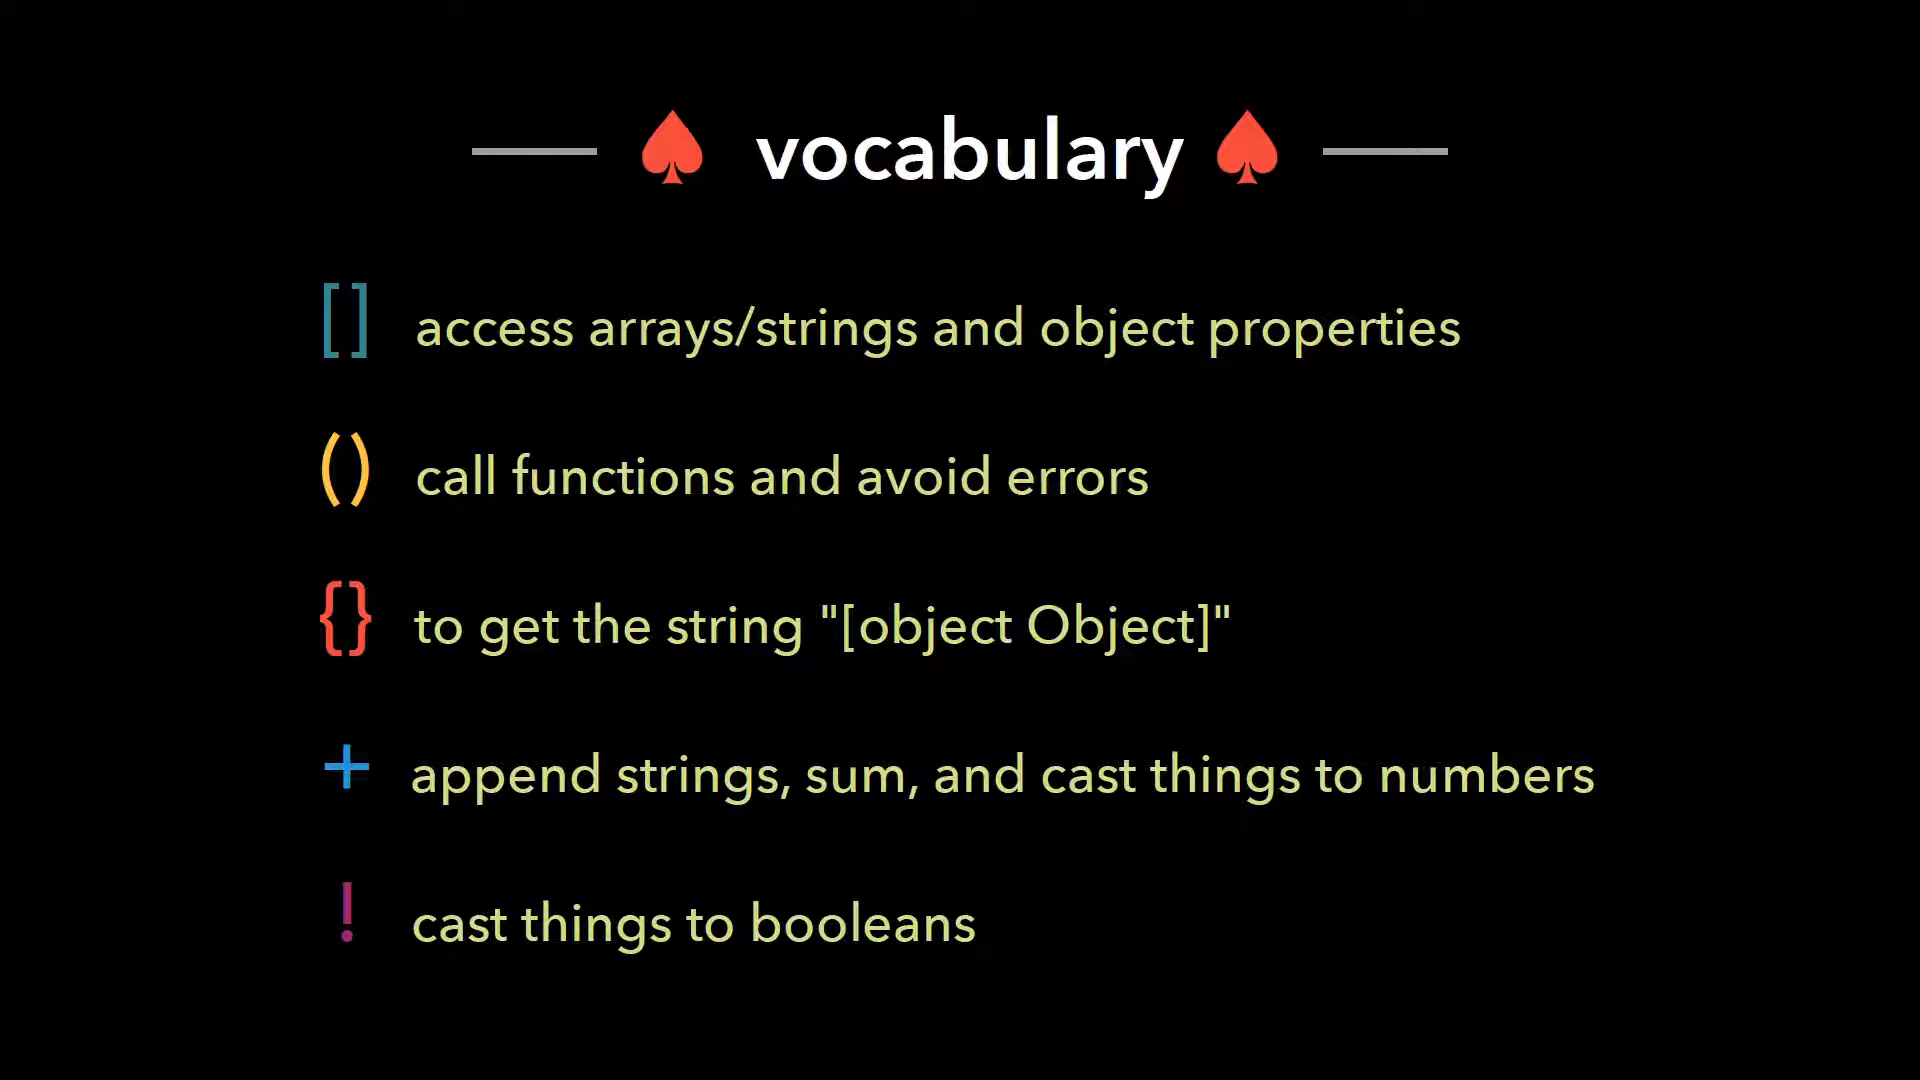 ♠ vocabulary ♠
[] access arrays/strings and object properties
() call functions and avoid errors
{} to get the string "[object Object]"
+ append strings, sum, and cast things to numbers
! cast things to booleans